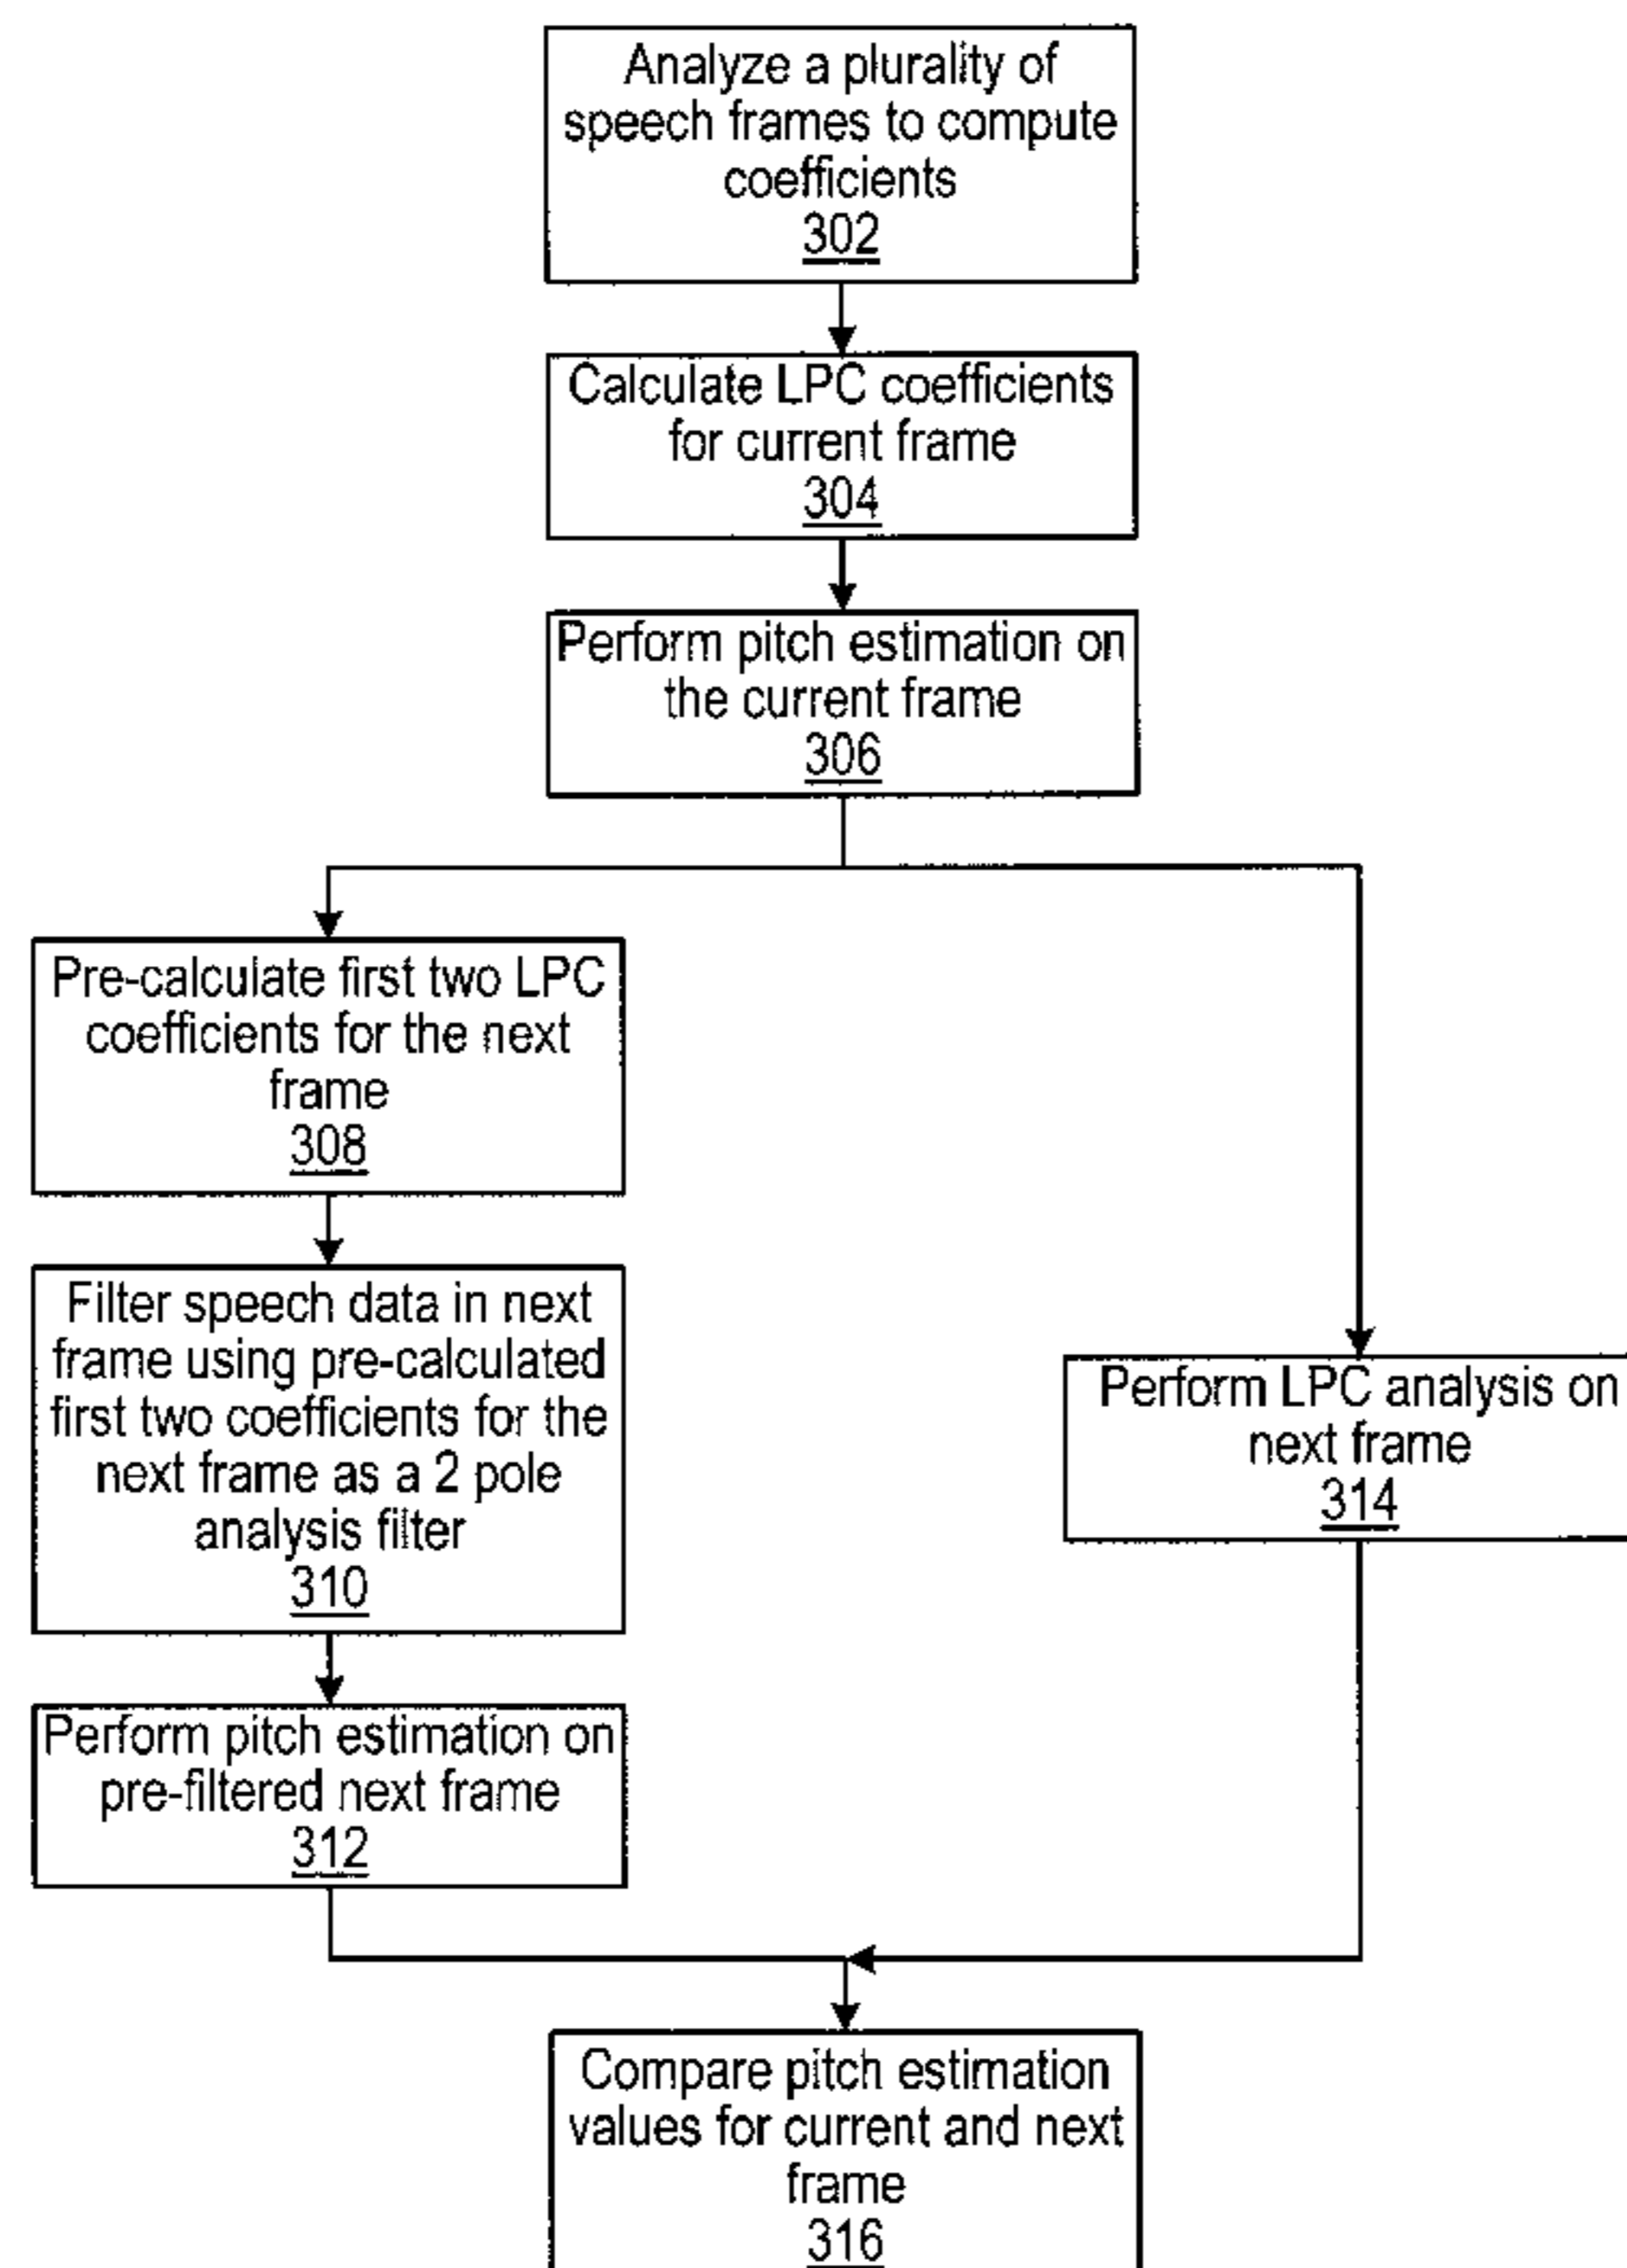 Analyze a plurality of
speech frames to compute
coefficients
302
Calculate LPC coefficients
for current frame
304
Perform pitch estimation on
the current frame
306
Pre-calculate first two LPC
coefficients for the next
frame
308
Filter speech data in next
frame using pre-calculated
first two coefficients for the
next frame as a 2 pole
analysis filter
310
Perform pitch estimation on
pre-filtered next frame
312
Perform LPC analysis on
next frame
314
Compare pitch estimation
values for current and next
frame
316